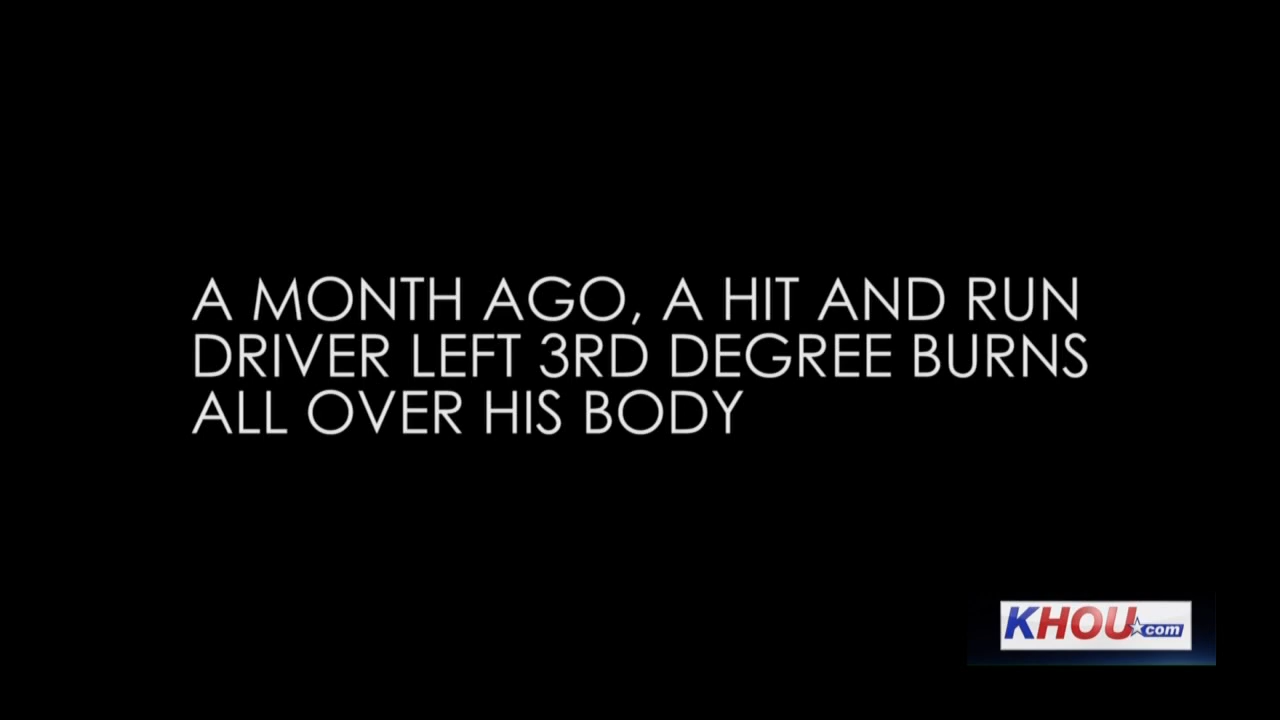 A MONTH AGO, A HIT AND RUN
DRIVER LEFT 3RD DEGREE BURNS
ALL OVER HIS BODY
KHOU.com